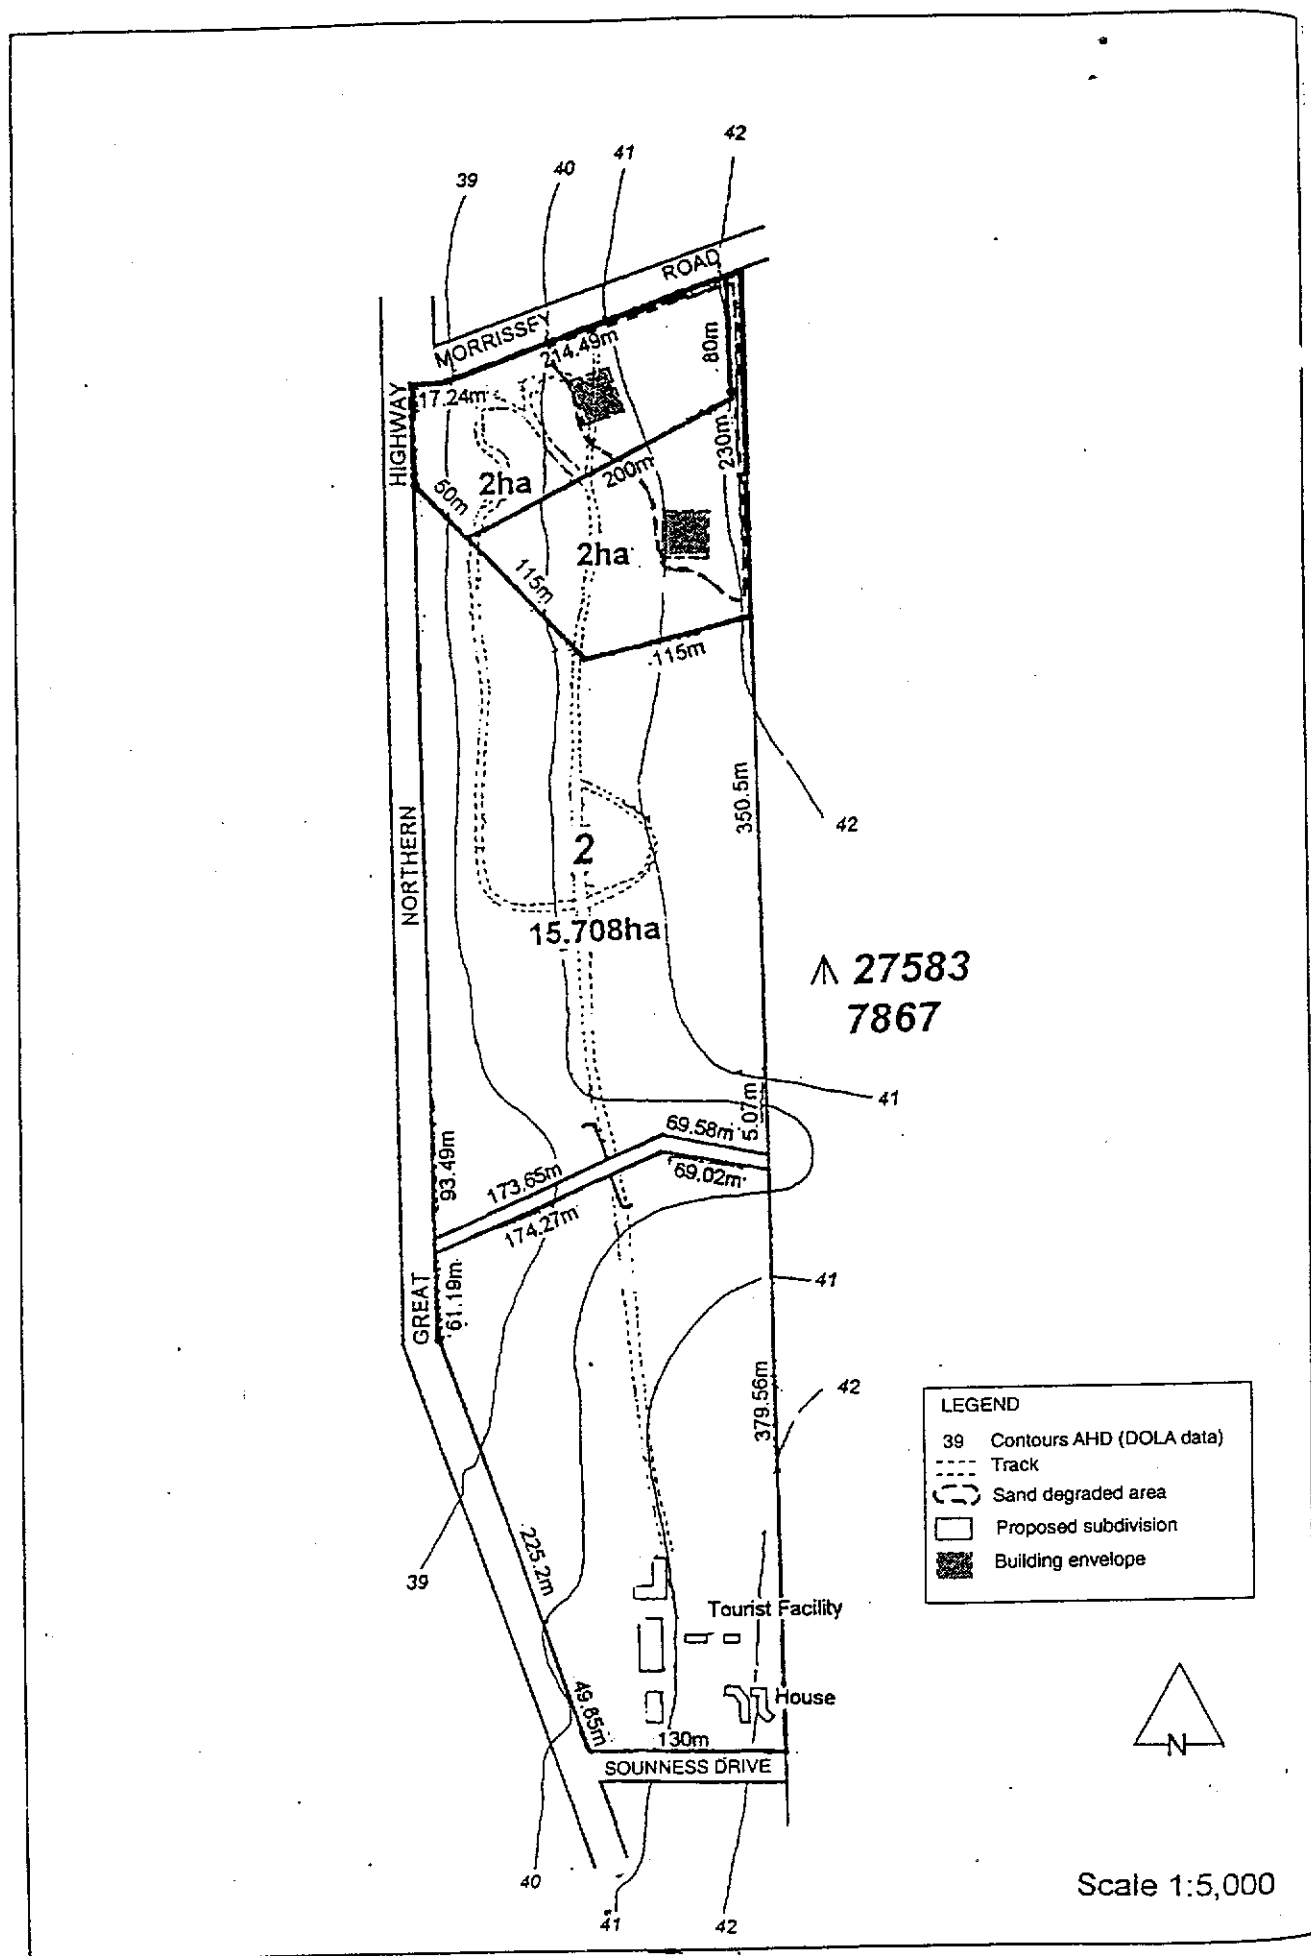 42
41
40
39
ROAD
MORRISSEY
214.49m
80m
17.24m
HIGHWAY
230m
200m
50m
2ha
2ha
115m
115m
350.5m
42
NORTHERN
2
15.708ha
27583
7867
41
5.07m
69.58m
93.49m
173.65m
69.02m
174.27m
61.19m
GREAT
41
379.56m
42
LEGEND
39 Contours AHD (DOLA data)
Track
Sand degraded area
Proposed subdivision
Building envelope
225.2m
39
Tourist Facility
House
49.85m
130m
SOUNNESS DRIVE
N
40
41
42
Scale 1:5,000